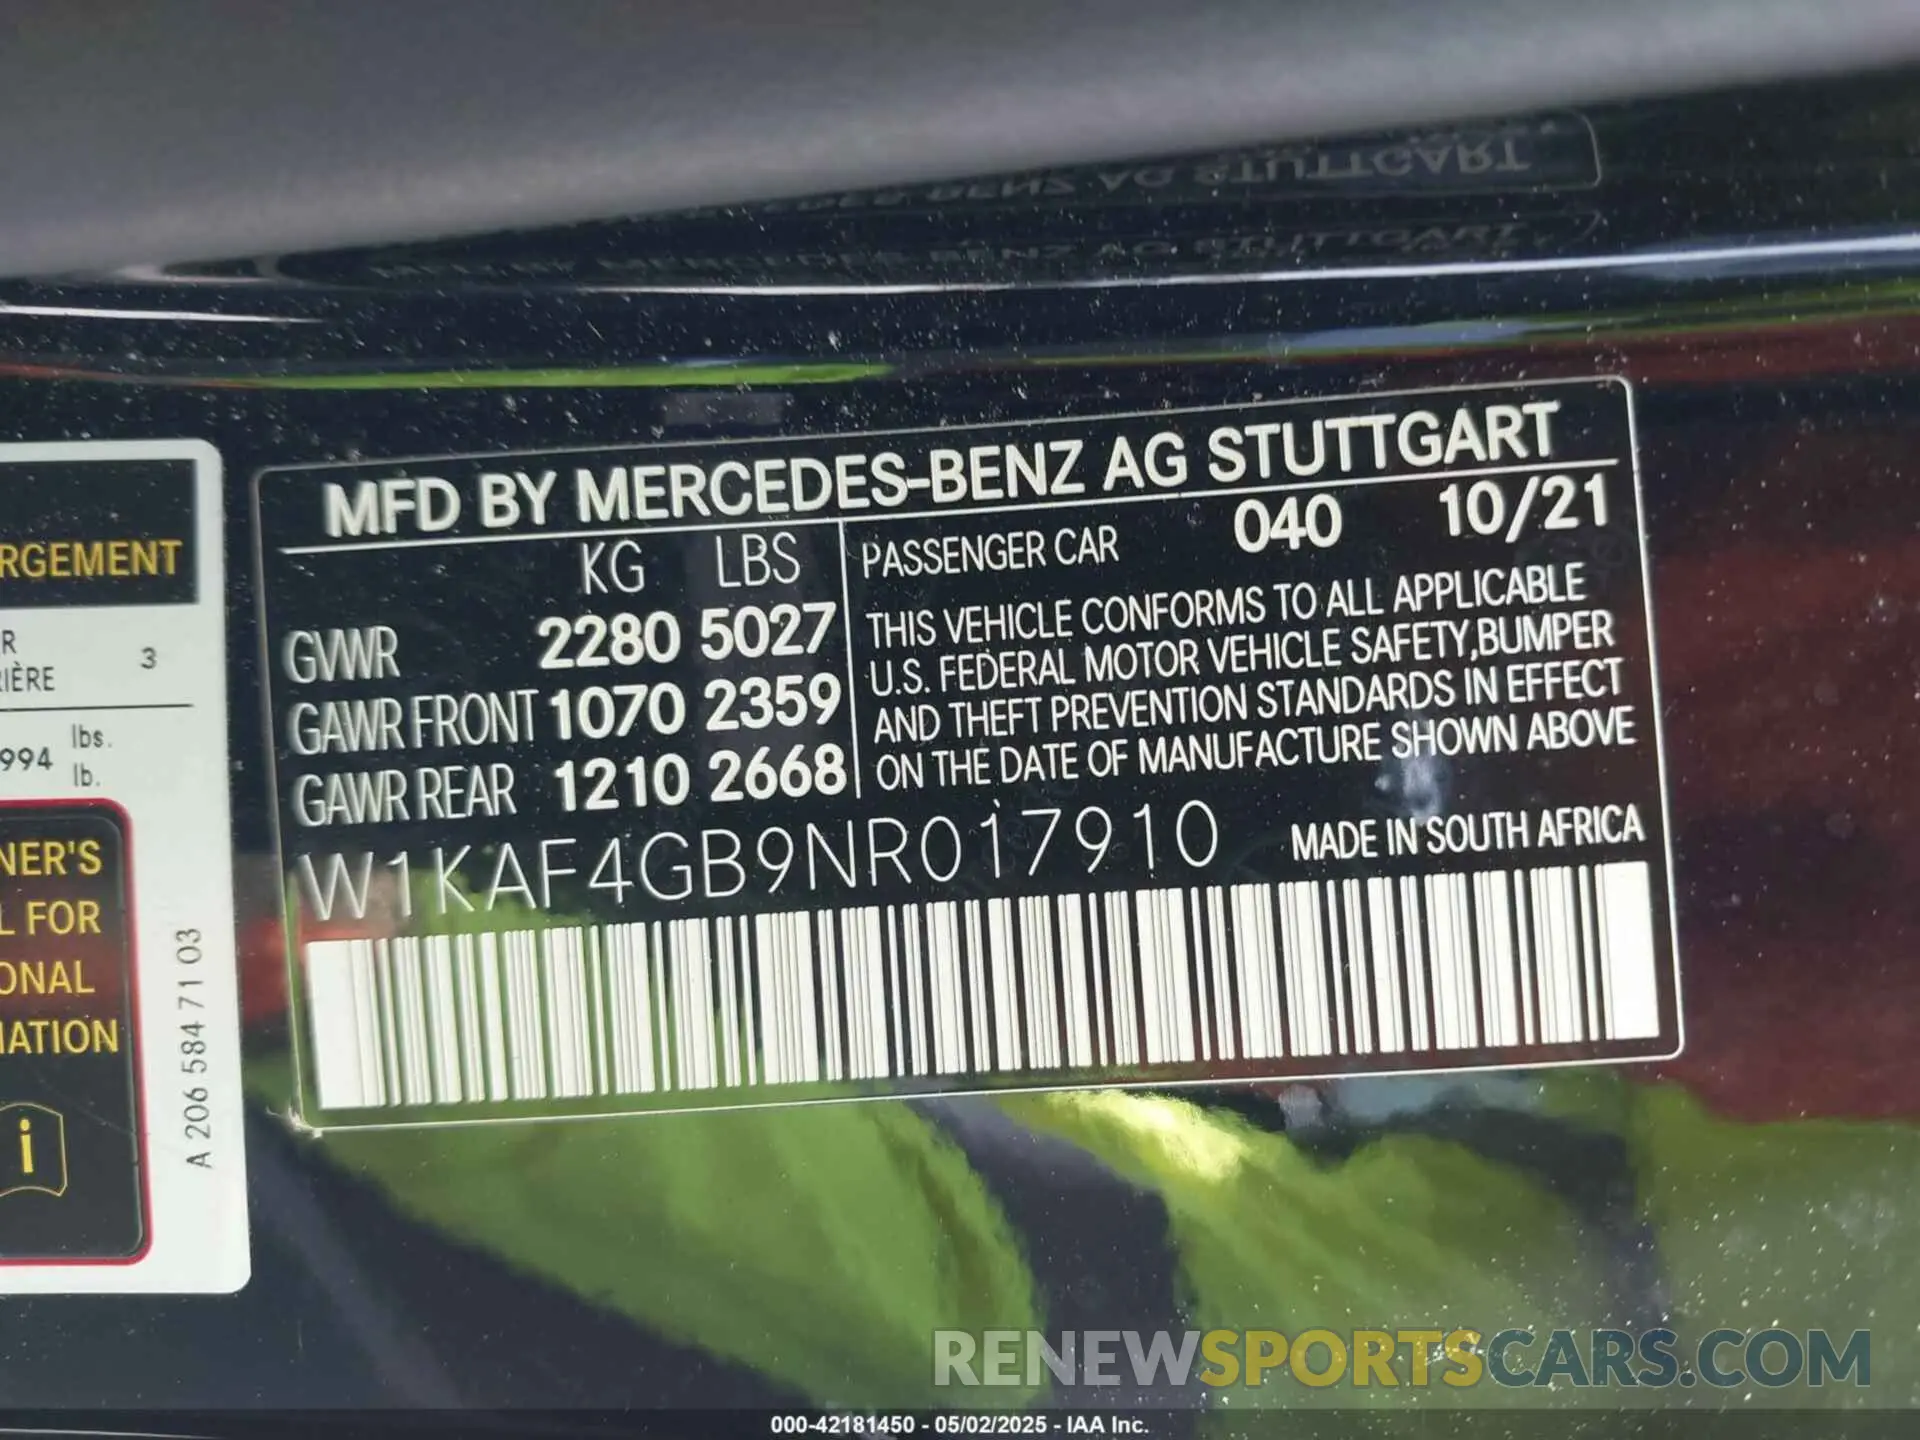 MFD BY MERCEDES-BENZ AG STUTTGART
KG LBS
GVWR 2280 5027
GAWR FRONT 1070 2359
GAWR REAR 1210 2668
PASSENGER CAR 040 10/21
THIS VEHICLE CONFORMS TO ALL APPLICABLE
U.S. FEDERAL MOTOR VEHICLE SAFETY,BUMPER
AND THEFT PREVENTION STANDARDS IN EFFECT
ON THE DATE OF MANUFACTURE SHOWN ABOVE
W1KAF4GB9NR017910 MADE IN SOUTH AFRICA
RGEMENT
R
IÈRE 3
994 lbs.
lb.
NER'S
L FOR
ONAL
MATION
i
A 206 584 71 03
RENEWSPORTSCARS.COM
000-42181450 - 05/02/2025 - IAA Inc.